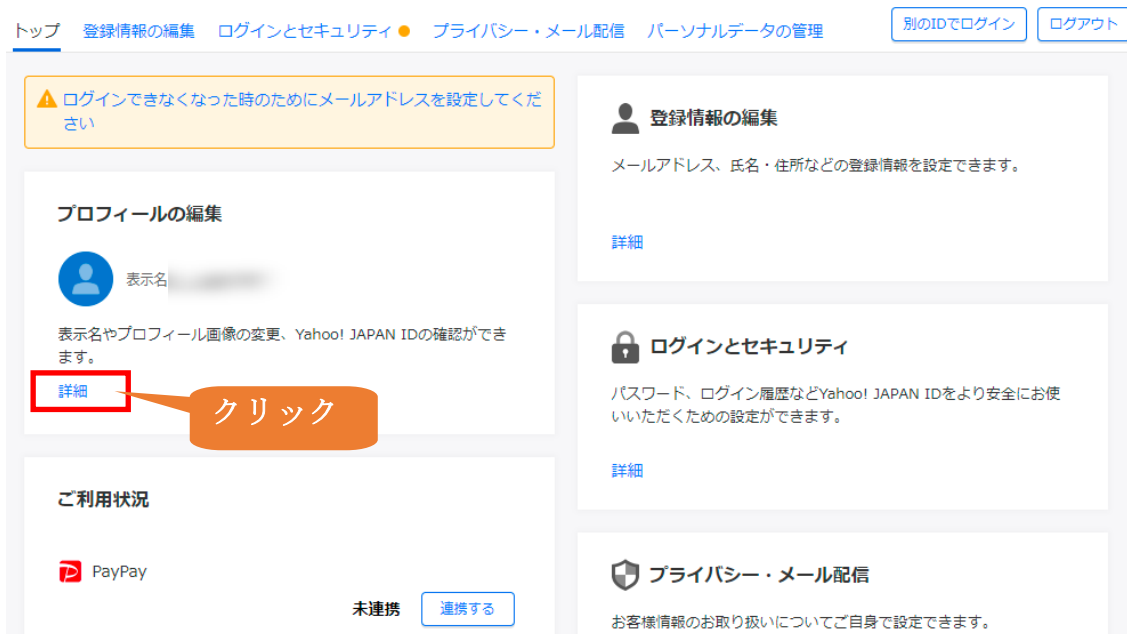 トップ 登録情報の編集 ログインとセキュリティ プライバシー・メール配信 パーソナルデータの管理 別のIDでログイン ログアウト
ログインできなくなった時のためにメールアドレスを設定してくだ
さい
プロフィールの編集
表示名
表示名やプロフィール画像の変更、Yahoo! JAPAN IDの確認ができ
ます。
詳細
クリック
ご利用状況
PayPay
未連携 連携する
登録情報の編集
メールアドレス、氏名・住所などの登録情報を設定できます。
詳細
ログインとセキュリティ
パスワード、ログイン履歴などYahoo! JAPAN IDをより安全にお使
いいただくための設定ができます。
詳細
プライバシー・メール配信
お客様情報のお取り扱いについてご自身で設定できます。